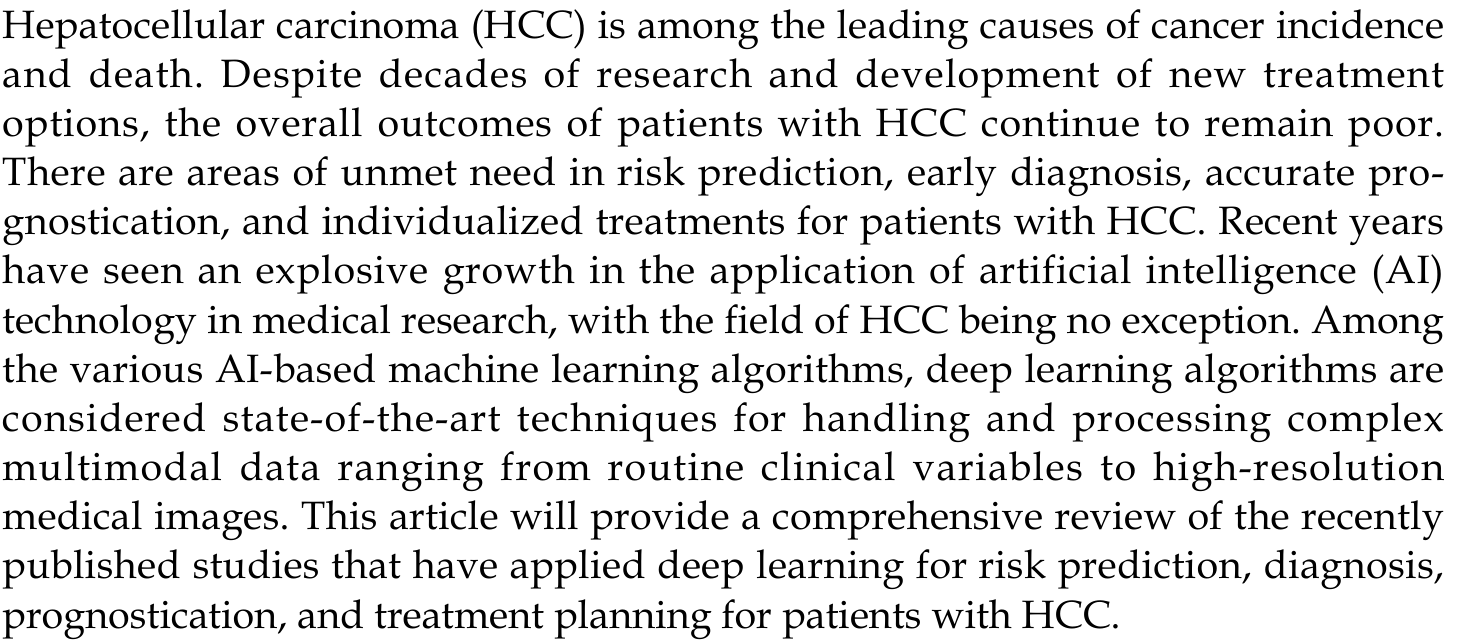 Hepatocellular carcinoma (HCC) is among the leading causes of cancer incidence
and death. Despite decades of research and development of new treatment
options, the overall outcomes of patients with HCC continue to remain poor.
There are areas of unmet need in risk prediction, early diagnosis, accurate pro-
gnostication, and individualized treatments for patients with HCC. Recent years
have seen an explosive growth in the application of artificial intelligence (AI)
technology in medical research, with the field of HCC being no exception. Among
the various AI-based machine learning algorithms, deep learning algorithms are
considered state-of-the-art techniques for handling and processing complex
multimodal data ranging from routine clinical variables to high-resolution
medical images. This article will provide a comprehensive review of the recently
published studies that have applied deep learning for risk prediction, diagnosis,
prognostication, and treatment planning for patients with HCC.